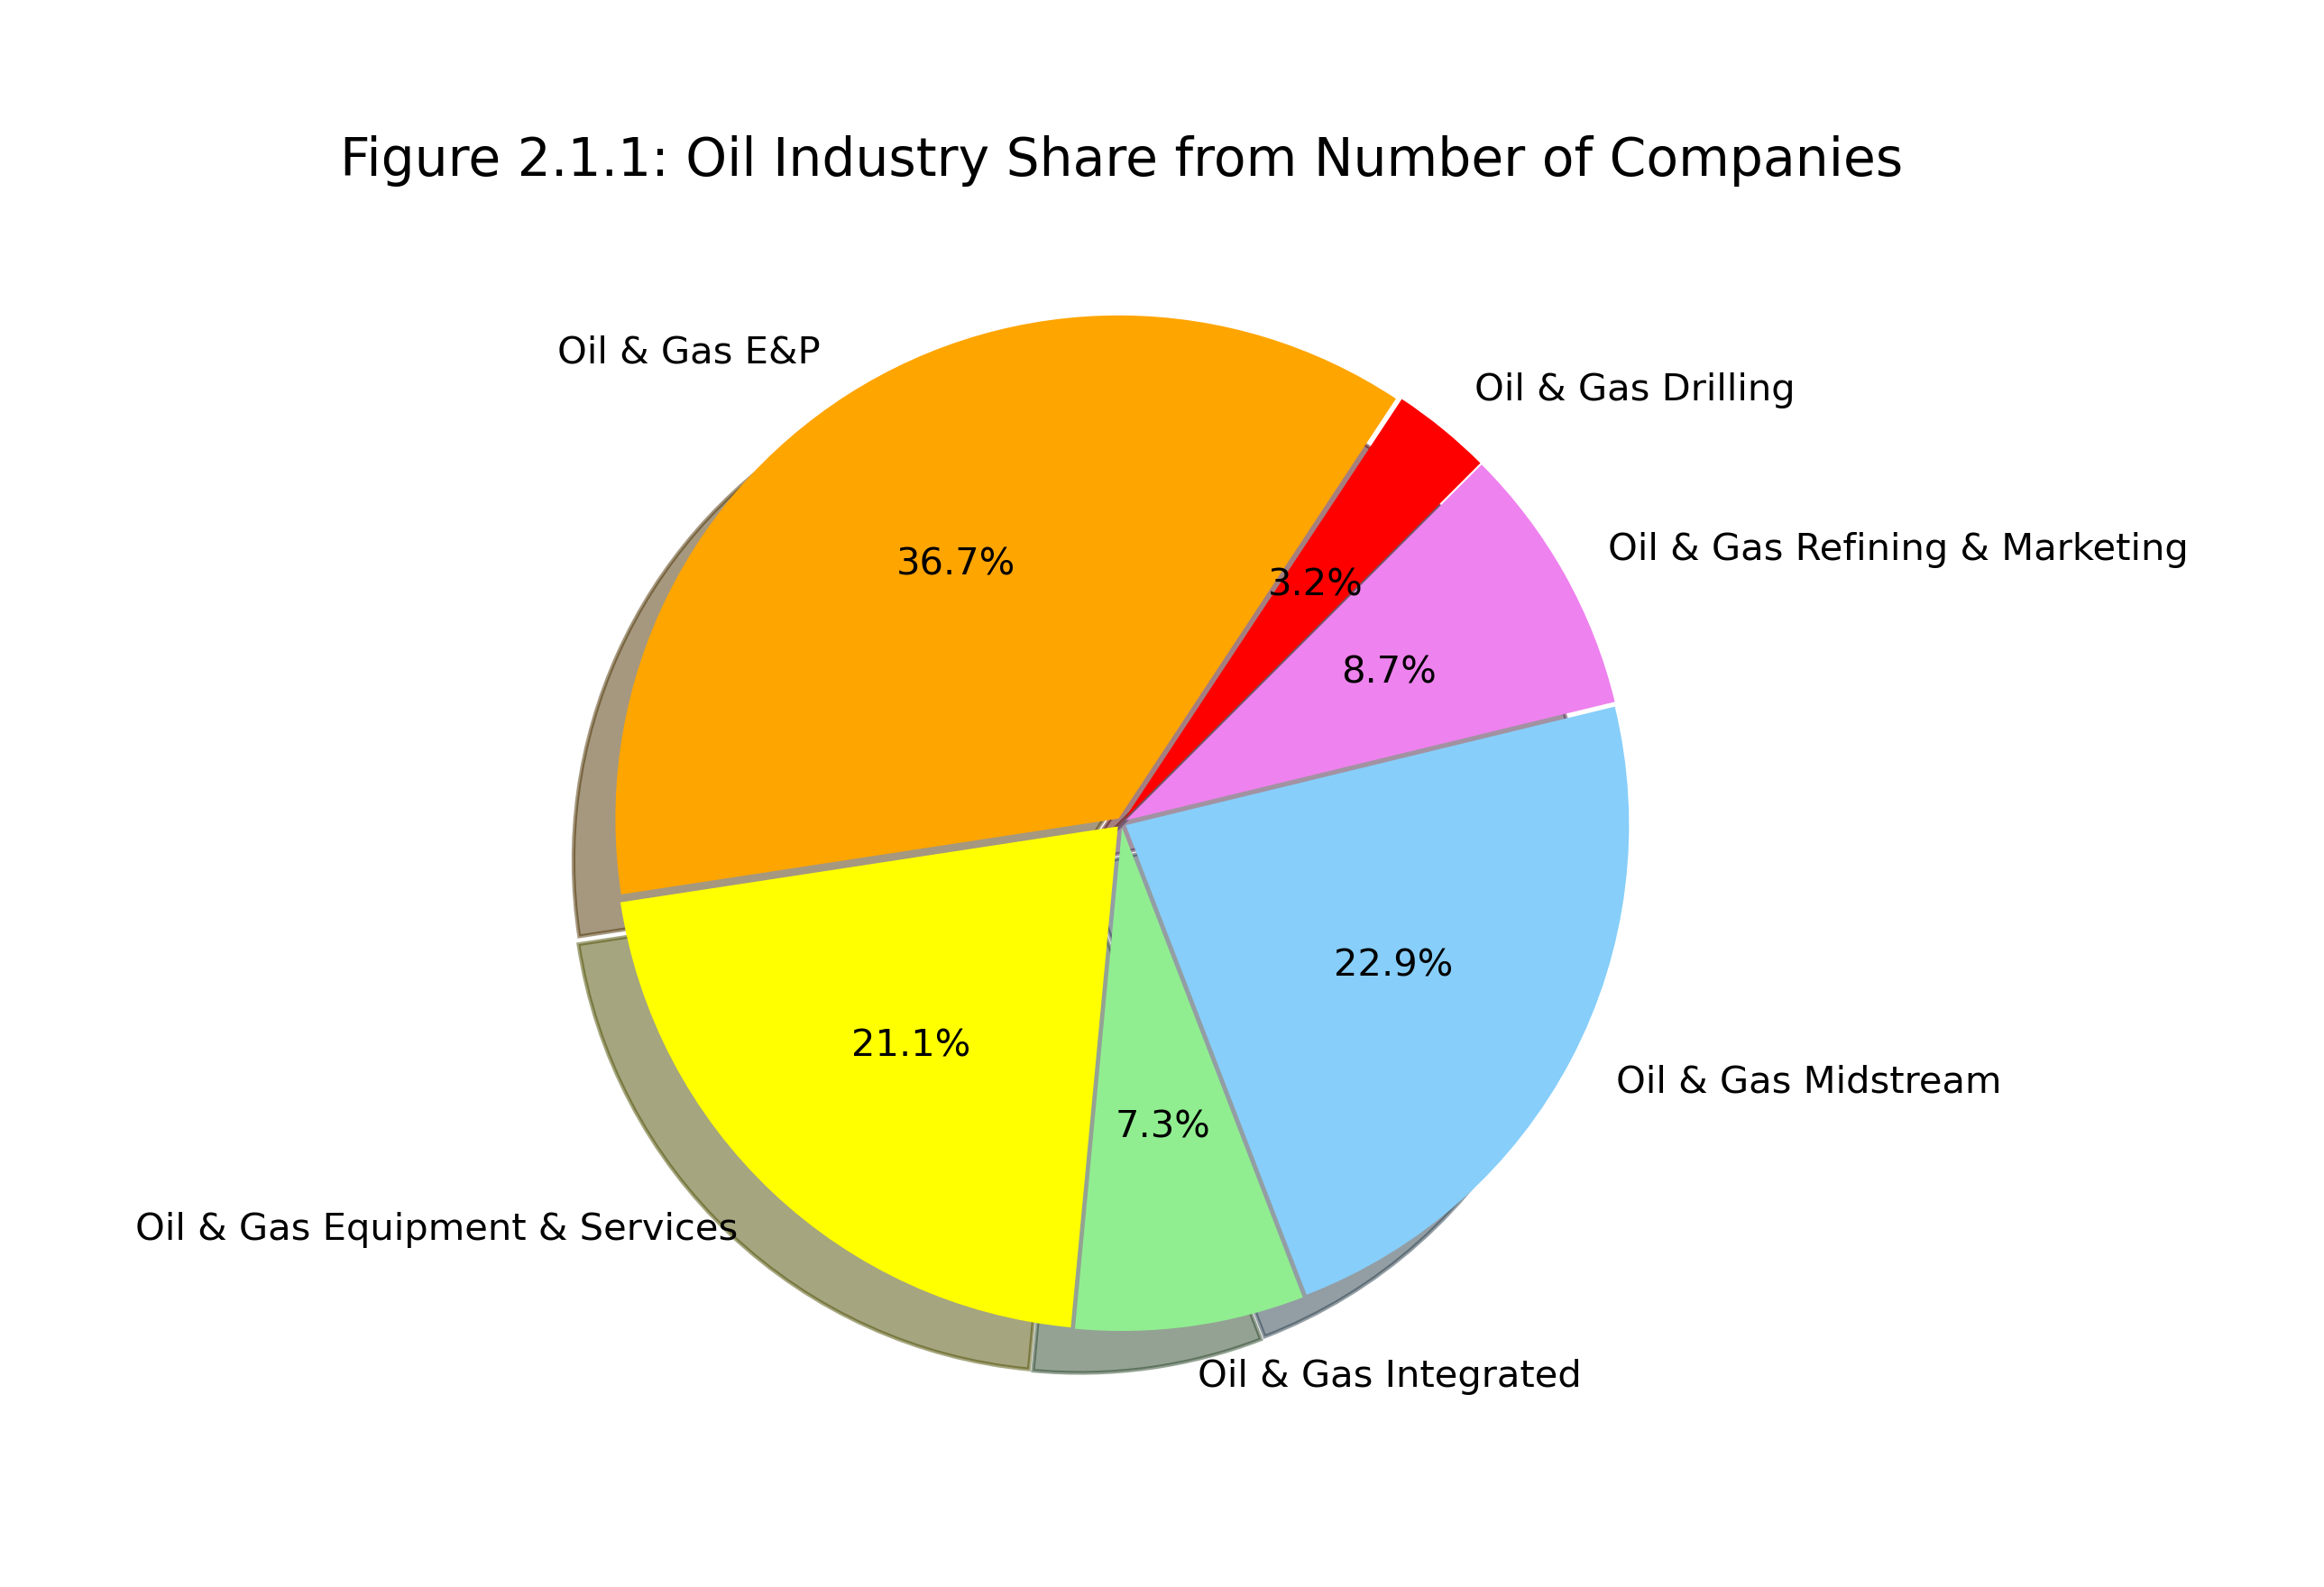 Figure 2.1.1: Oil Industry Share from Number of Companies
Oil & Gas E&P
Oil & Gas Drilling
Oil & Gas Refining & Marketing
36.7%
3.2%
8.7%
22.9%
21.1%
Oil & Gas Midstream
7.3%
Oil & Gas Equipment & Services
Oil & Gas Integrated